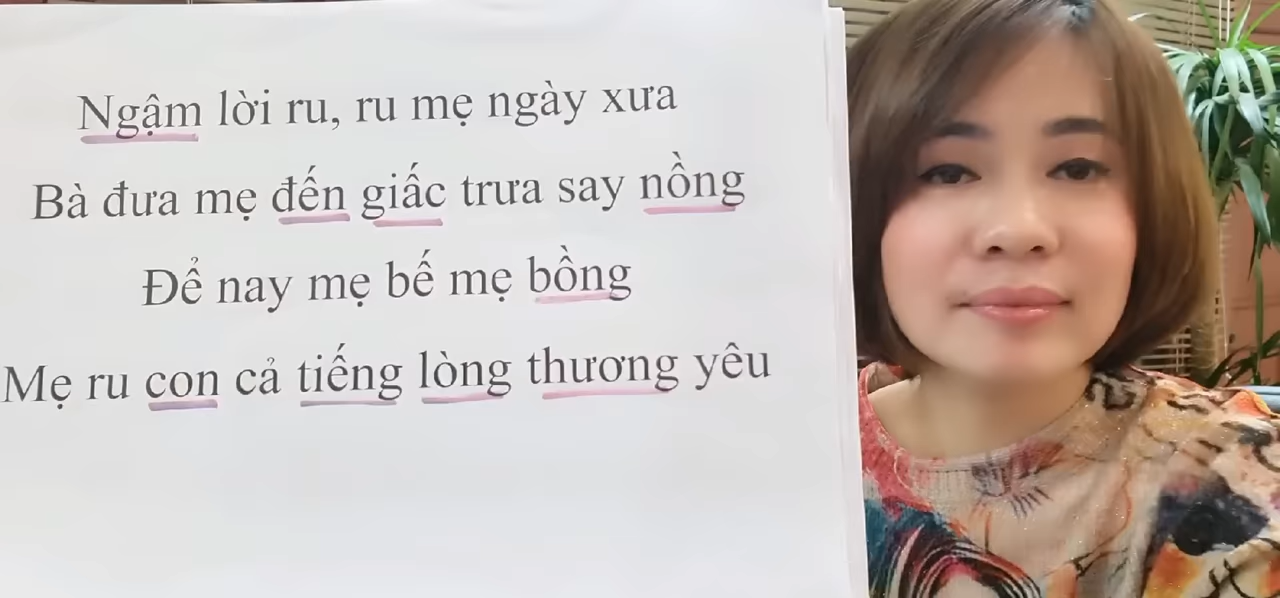 Ngậm lời ru, ru mẹ ngày xưa
Bà đưa mẹ đến giấc trưa say nồng
Để nay mẹ bế mẹ bồng
Mẹ ru con cả tiếng lòng thương yêu